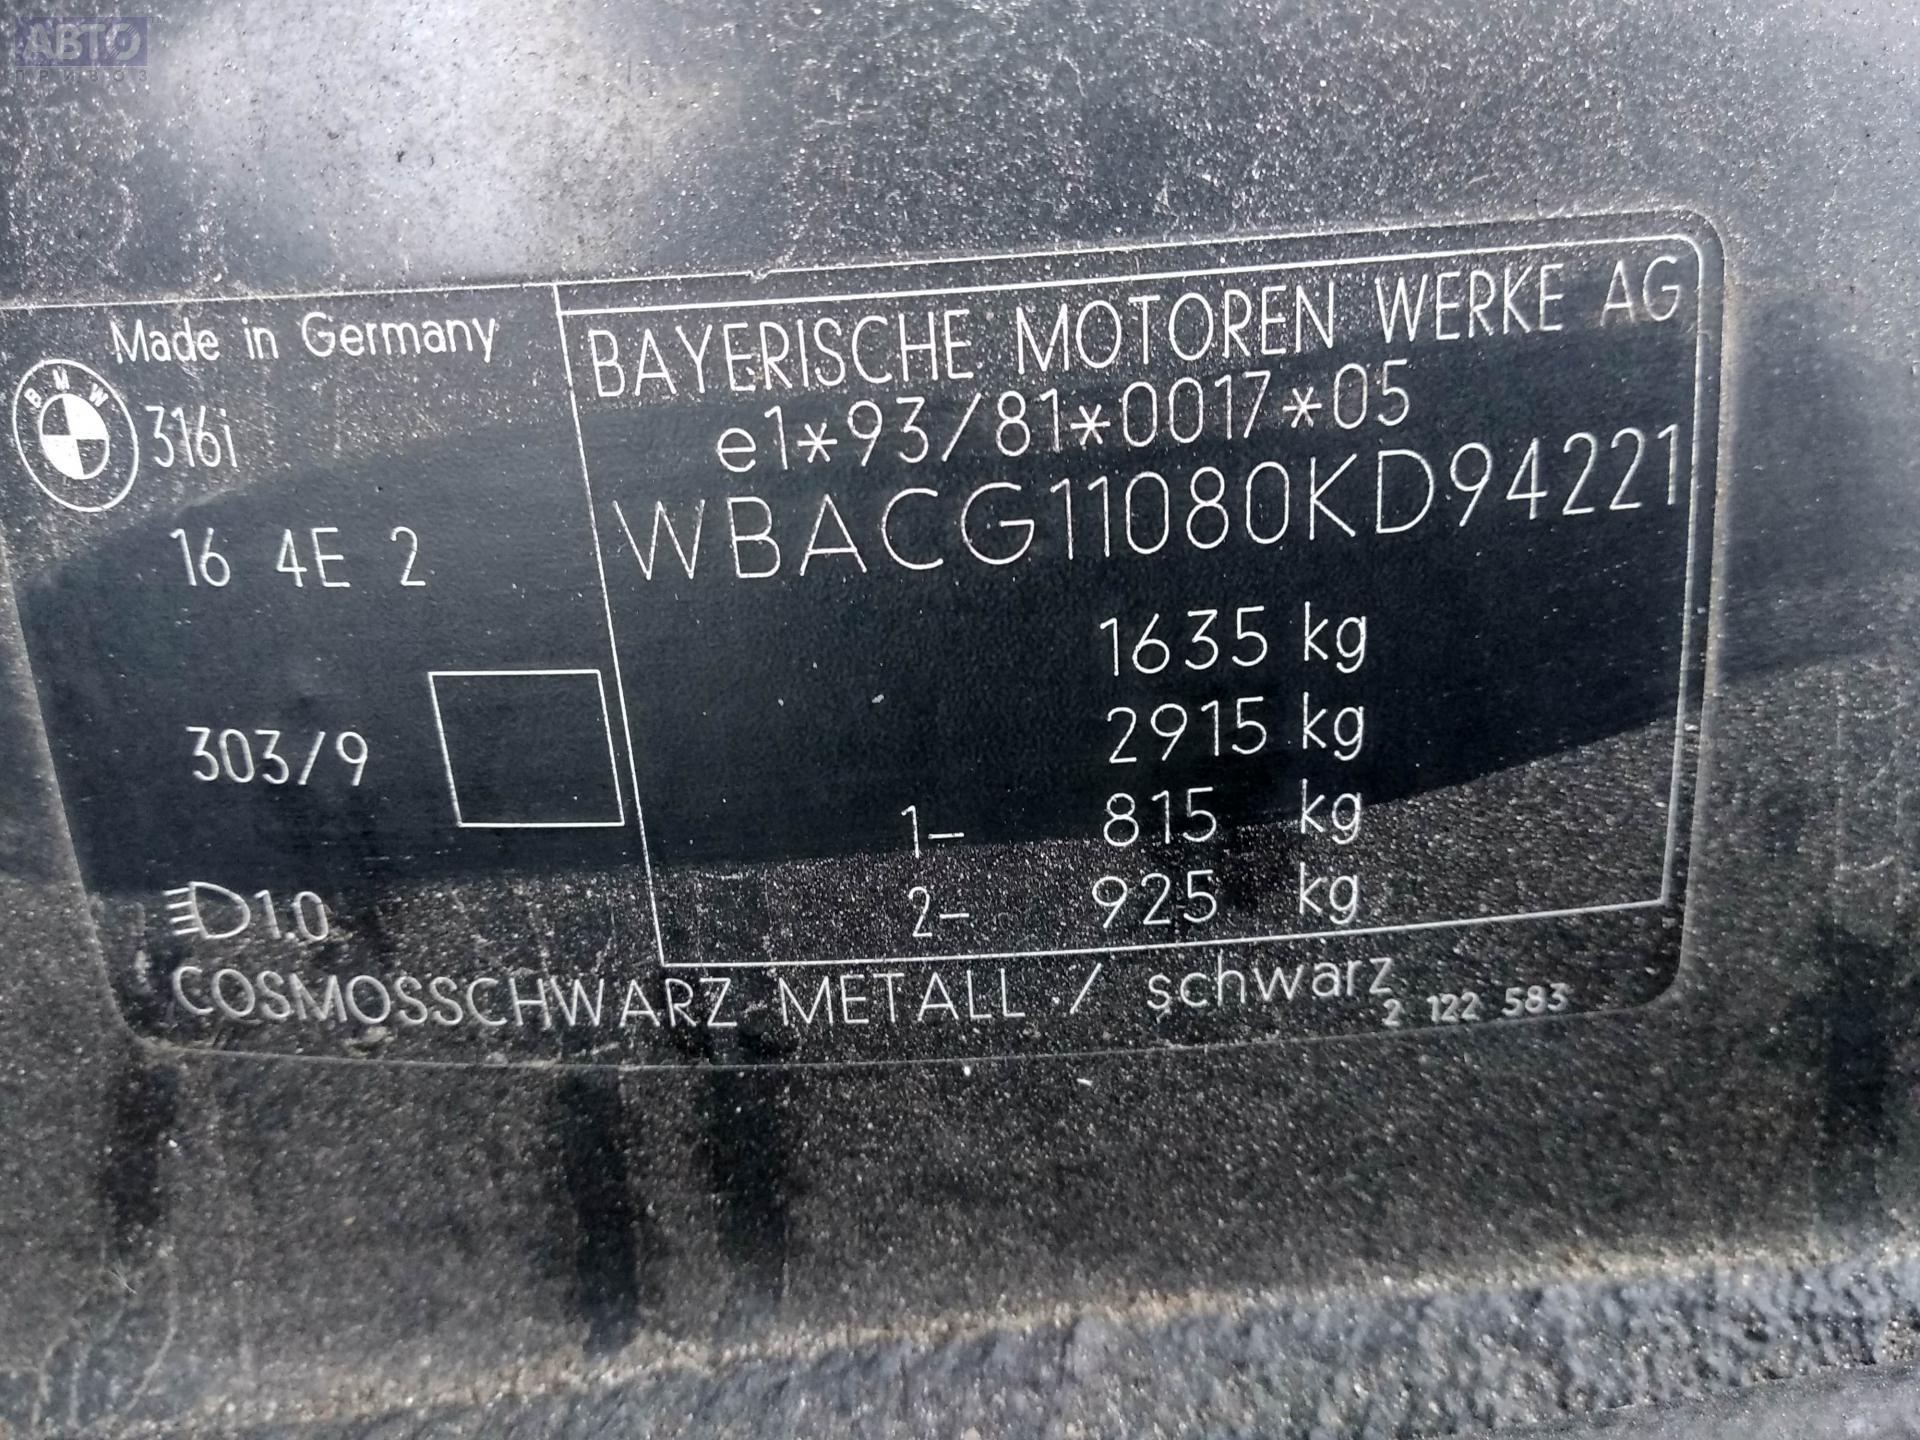 АВТО
ПРИВОЗ
Made in Germany
BMW
316i
16 4E 2
303/9
1.0
BAYERISCHE MOTOREN WERKE AG
e1*93/81*0017*05
WBACG11080KD94221
1635 kg
2915 kg
1- 815 kg
2- 925 kg
COSMOSSCHWARZ METALL / schwarz
2 122 583